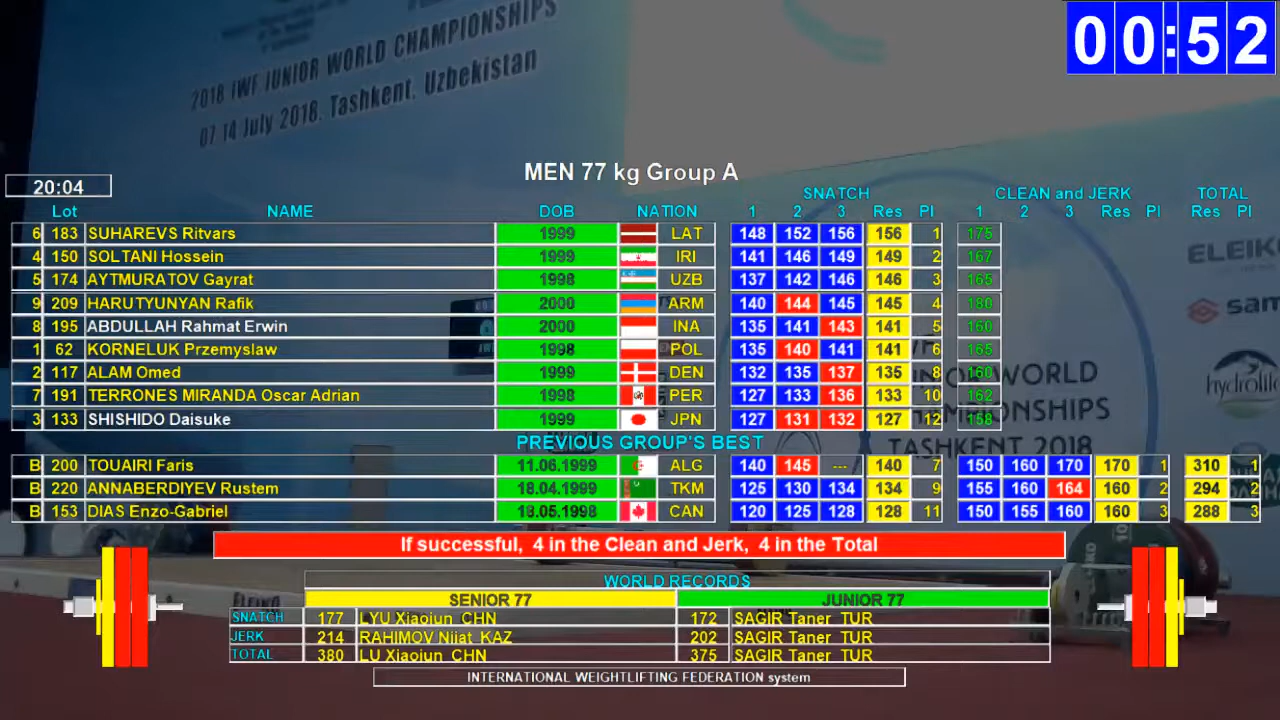 00:52
2018 IWF JUNIOR WORLD CHAMPIONSHIPS
07 14 July 2018. Tashkent. Uzbekistan
MEN 77 kg Group A
20:04
SNATCH CLEAN and JERK TOTAL
Lot NAME DOB NATION 1 2 3 Res Pl 1 2 3 Res Pl Res Pl
6 183 SUHAREVS Ritvars 1999 LAT 148 152 156 156 1 175
4 150 SOLTANI Hossein 1999 IRI 141 146 149 149 2 167
5 174 AYTMURATOV Gayrat 1998 UZB 137 142 146 146 3 165
9 209 HARUTYUNYAN Rafik 2000 ARM 140 144 145 145 4 180
8 195 ABDULLAH Rahmat Erwin 2000 INA 135 141 143 141 5 160
1 62 KORNELUK Przemyslaw 1998 POL 135 140 141 141 6 165
2 117 ALAM Omed 1999 DEN 132 135 137 135 8 160
7 191 TERRONES MIRANDA Oscar Adrian 1998 PER 127 133 136 133 10 162
3 133 SHISHIDO Daisuke 1999 JPN 127 131 132 127 12 158
PREVIOUS GROUP'S BEST
B 200 TOUAIRI Faris 11.06.1999 ALG 140 145 --- 140 7 150 160 170 170 1 310 1
B 220 ANNABERDIYEV Rustem 18.04.1999 TKM 125 130 134 134 9 155 160 164 160 2 294 2
B 153 DIAS Enzo-Gabriel 18.05.1998 CAN 120 125 128 128 11 150 155 160 160 3 288 3
If successful, 4 in the Clean and Jerk, 4 in the Total
WORLD RECORDS
SENIOR 77 JUNIOR 77
SNATCH 177 LYU Xiaojun CHN 172 SAGIR Taner TUR
JERK 214 RAHIMOV Nijat KAZ 202 SAGIR Taner TUR
TOTAL 380 LU Xiaojun CHN 375 SAGIR Taner TUR
INTERNATIONAL WEIGHTLIFTING FEDERATION system
ELEIKO
TASHKENT 2018
ELEIKO